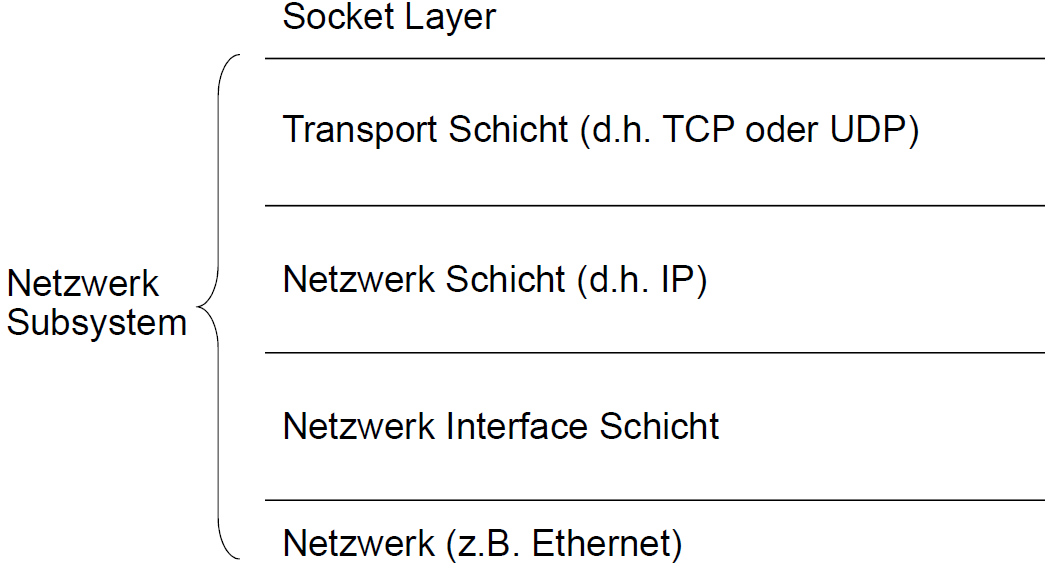 Socket Layer
Transport Schicht (d.h. TCP oder UDP)
Netzwerk Schicht (d.h. IP)
Netzwerk
Subsystem
Netzwerk Interface Schicht
Netzwerk (z.B. Ethernet)